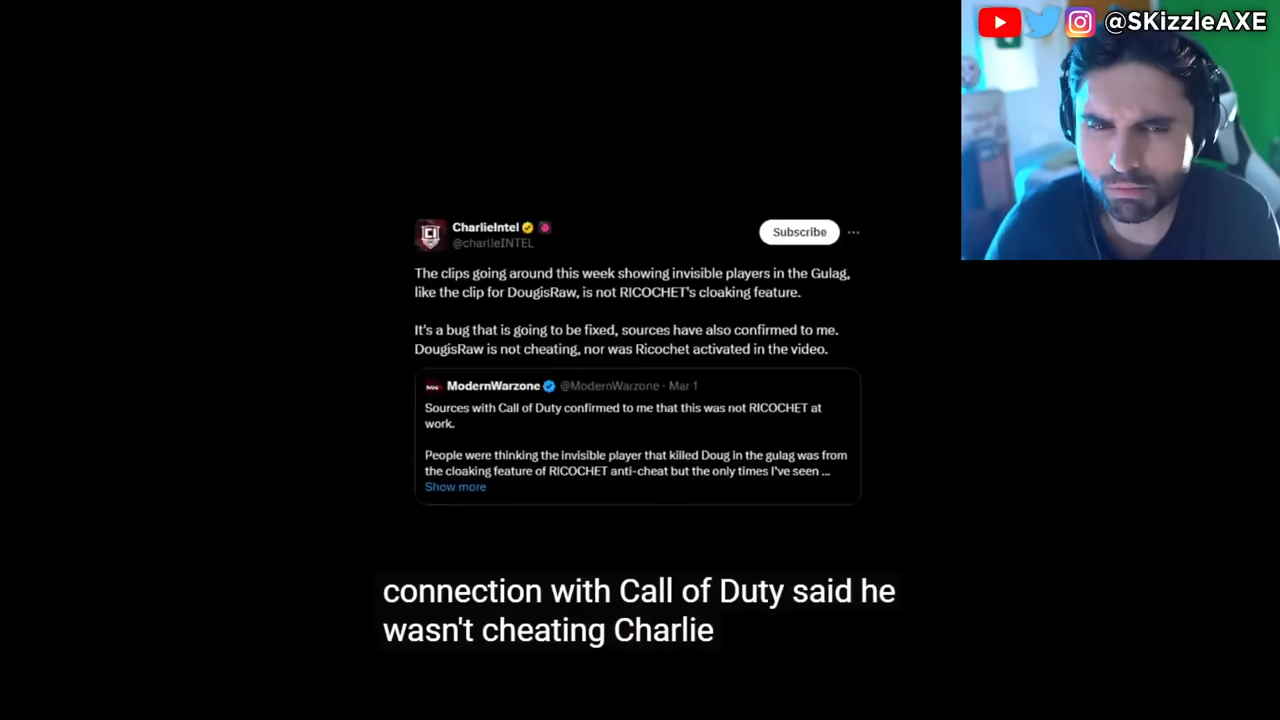 @SKizzleAXE
CharlieIntel
@charlieINTEL
Subscribe
The clips going around this week showing invisible players in the Gulag,
like the clip for DougisRaw, is not RICOCHET's cloaking feature.
It's a bug that is going to be fixed, sources have also confirmed to me.
DougisRaw is not cheating, nor was Ricochet activated in the video.
ModernWarzone @ModernWarzone · Mar 1
Sources with Call of Duty confirmed to me that this was not RICOCHET at
work.
People were thinking the invisible player that killed Doug in the gulag was from
the cloaking feature of RICOCHET anti-cheat but the only times I've seen ...
Show more
connection with Call of Duty said he
wasn't cheating Charlie